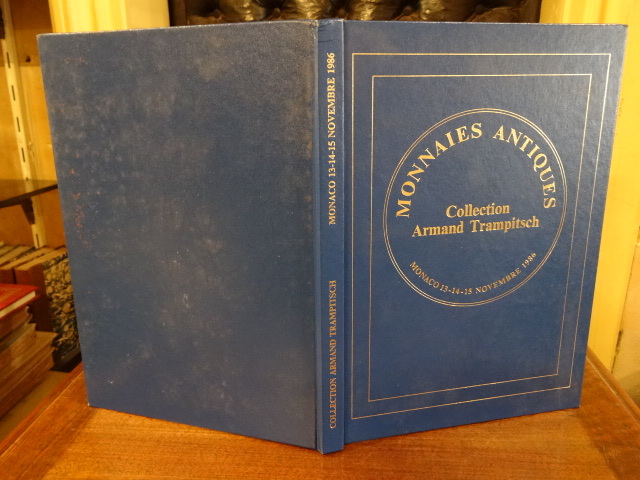 MONNAIES ANTIQUES
Collection
Armand Trampitsch
MONACO 13-14-15 NOVEMBRE 1986
COLLECTION ARMAND TRAMPITSCH MONACO 13-14-15 NOVEMBRE 1986